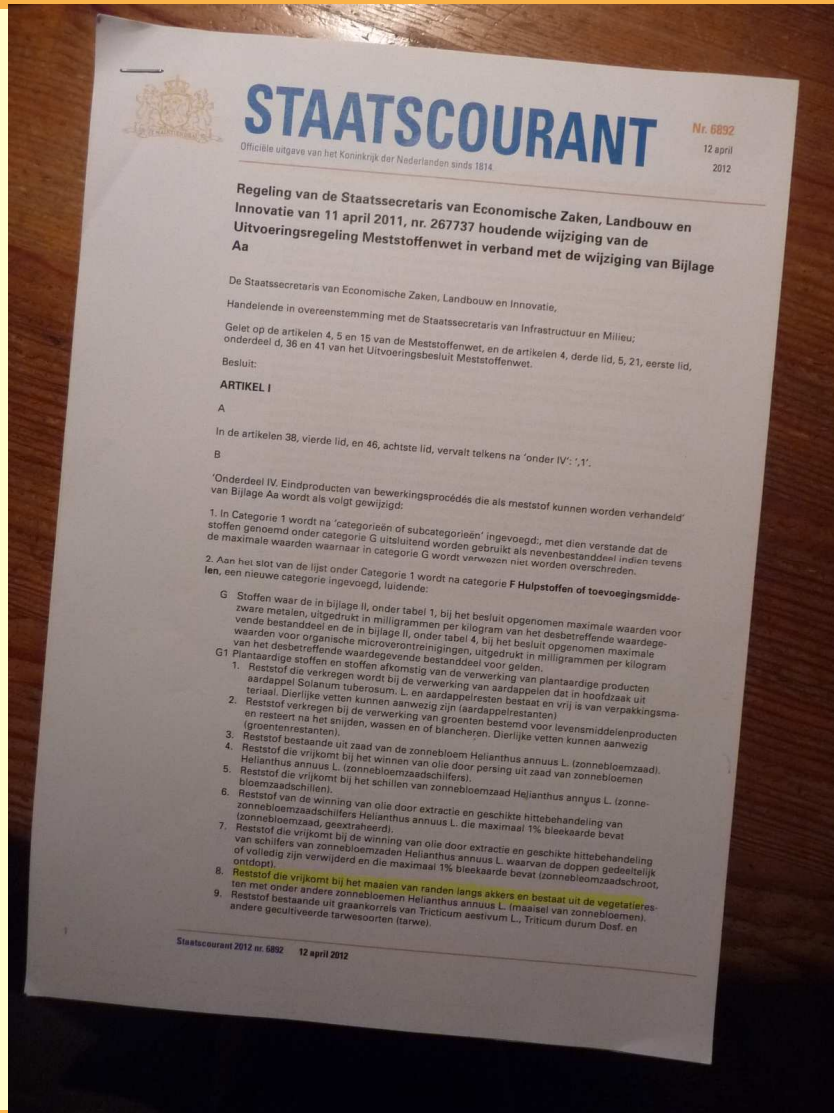 STAATSCOURANT
Officiële uitgave van het Koninkrijk der Nederlanden sinds 1814.
Nr. 6892
12 april
2012
Regeling van de Staatssecretaris van Economische Zaken, Landbouw en
Innovatie van 11 april 2011, nr. 267737 houdende wijziging van de
Uitvoeringsregeling Meststoffenwet in verband met de wijziging van Bijlage
Aa
De Staatssecretaris van Economische Zaken, Landbouw en Innovatie,
Handelende in overeenstemming met de Staatssecretaris van Infrastructuur en Milieu;
Gelet op de artikelen 4, 5 en 15 van de Meststoffenwet, en de artikelen 4, derde lid, 5, 21, eerste lid,
onderdeel d, 36 en 41 van het Uitvoeringsbesluit Meststoffenwet.
Besluit:
ARTIKEL I
A
In de artikelen 38, vierde lid, en 46, achtste lid, vervalt telkens na ‘onder IV’: ‘,1’.
B
‘Onderdeel IV. Eindproducten van bewerkingsprocédés die als meststof kunnen worden verhandeld’
van Bijlage Aa wordt als volgt gewijzigd:
1. In Categorie 1 wordt na ‘categorieën of subcategorieën’ ingevoegd:, met dien verstande dat de
stoffen genoemd onder categorie G uitsluitend worden gebruikt als nevenbestanddeel indien tevens
de maximale waarden waarnaar in categorie G wordt verwezen niet worden overschreden.
2. Aan het slot van de lijst onder Categorie 1 wordt na categorie F Hulpstoffen of toevoegingsmidde-
len, een nieuwe categorie ingevoegd, luidende:
G Stoffen waar de in bijlage II, onder tabel 1, bij het besluit opgenomen maximale waarden voor
zware metalen, uitgedrukt in milligrammen per kilogram van het desbetreffende waardege-
vende bestanddeel en de in bijlage II, onder tabel 4, bij het besluit opgenomen maximale
waarden voor organische microverontreinigingen, uitgedrukt in milligrammen per kilogram
van het desbetreffende waardegevende bestanddeel voor gelden.
G1 Plantaardige stoffen en stoffen afkomstig van de verwerking van plantaardige producten
1. Reststof die verkregen wordt bij de verwerking van aardappelen dat in hoofdzaak uit
aardappel Solanum tuberosum. L. en aardappelresten bestaat en vrij is van verpakkingsma-
teriaal. Dierlijke vetten kunnen aanwezig zijn (aardappelrestanten)
2. Reststof verkregen bij de verwerking van groenten bestemd voor levensmiddelenproducten
en resteert na het snijden, wassen en of blancheren. Dierlijke vetten kunnen aanwezig
(groentenrestanten).
3. Reststof bestaande uit zaad van de zonnebloem Helianthus annuus L. (zonnebloemzaad).
4. Reststof die vrijkomt bij het winnen van olie door persing uit zaad van zonnebloemen
Helianthus annuus L. (zonnebloemzaadschilfers).
5. Reststof die vrijkomt bij het schillen van zonnebloemzaad Helianthus annuus L. (zonne-
bloemzaadschillen).
6. Reststof van de winning van olie door extractie en geschikte hittebehandeling van
zonnebloemzaadschilfers Helianthus annuus L. die maximaal 1% bleekaarde bevat
(zonnebloemzaad, geextraheerd).
7. Reststof die vrijkomt bij de winning van olie door extractie en geschikte hittebehandeling
van schilfers van zonnebloemzaden Helianthus annuus L. waarvan de doppen gedeeltelijk
of volledig zijn verwijderd en die maximaal 1% bleekaarde bevat (zonnebleomzaadschroot,
ontdopt).
8. Reststof die vrijkomt bij het maaien van randen langs akkers en bestaat uit de vegetatieres-
ten met onder andere zonnebloemen Helianthus annuus L. (maaisel van zonnebloemen).
9. Reststof bestaande uit graankorrels van Tricticum aestivum L., Triticum durum Dosf. en
andere gecultiveerde tarwesoorten (tarwe).
1
Staatscourant 2012 nr. 6892 12 april 2012